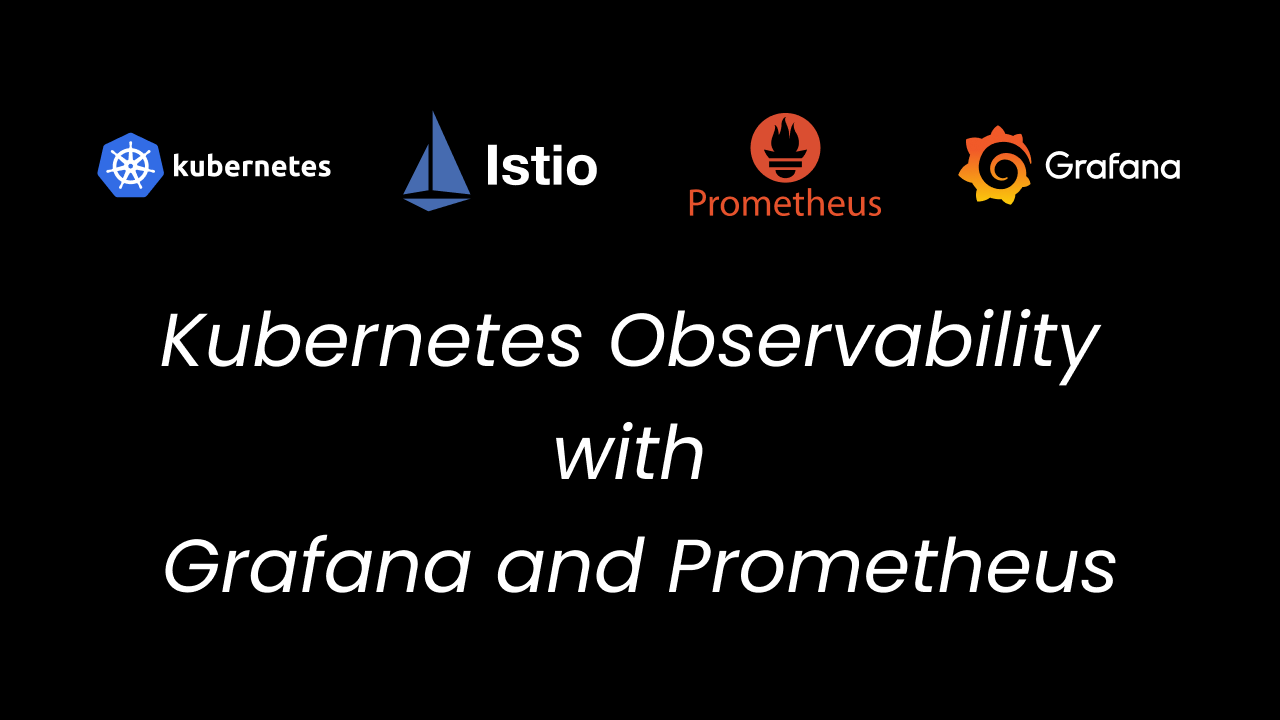 kubernetes
Istio
Prometheus
Grafana
Kubernetes Observability
with
Grafana and Prometheus